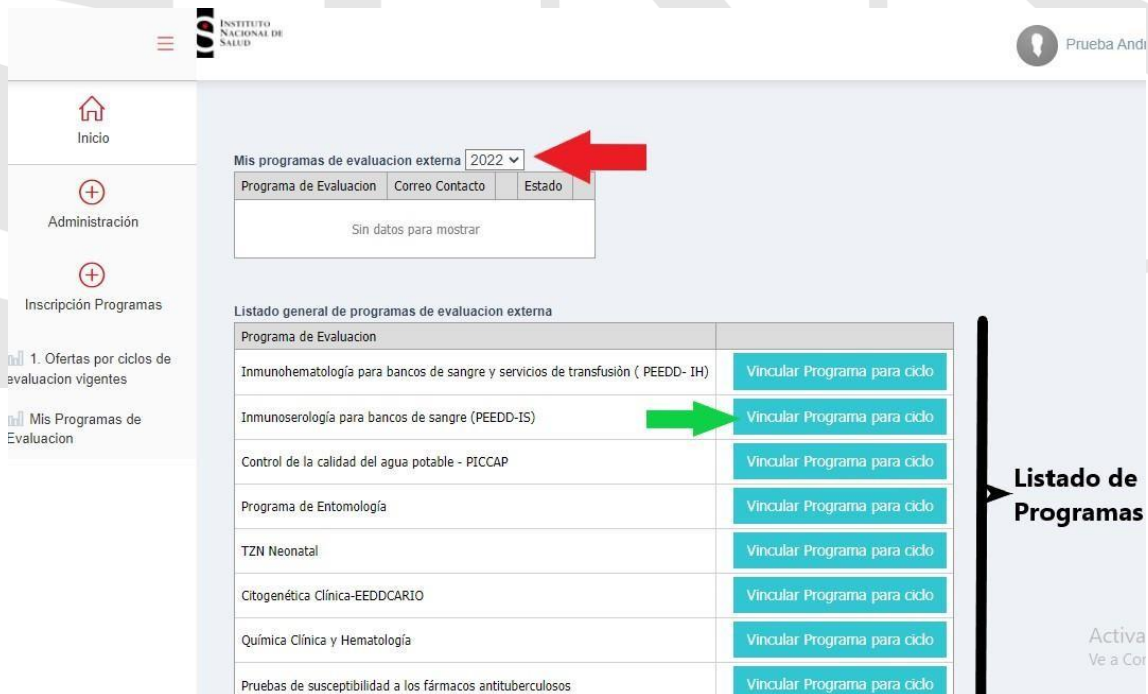 INSTITUTO
NACIONAL DE
SALUD
Prueba Andr
Inicio
Administración
Inscripción Programas
1. Ofertas por ciclos de
evaluacion vigentes
Mis Programas de
Evaluacion
Mis programas de evaluacion externa 2022
Programa de Evaluacion Correo Contacto Estado
Sin datos para mostrar
Listado general de programas de evaluacion externa
Programa de Evaluacion
Inmunohematología para bancos de sangre y servicios de transfusiòn ( PEEDD- IH) Vincular Programa para ciclo
Inmunoserología para bancos de sangre (PEEDD-IS) Vincular Programa para ciclo
Control de la calidad del agua potable - PICCAP Vincular Programa para ciclo
Programa de Entomología Vincular Programa para ciclo
TZN Neonatal Vincular Programa para ciclo
Citogenética Clínica-EEDDCARIO Vincular Programa para ciclo
Química Clínica y Hematología Vincular Programa para ciclo
Pruebas de susceptibilidad a los fármacos antituberculosos Vincular Programa para ciclo
Listado de
Programas
Activa
Ve a Con